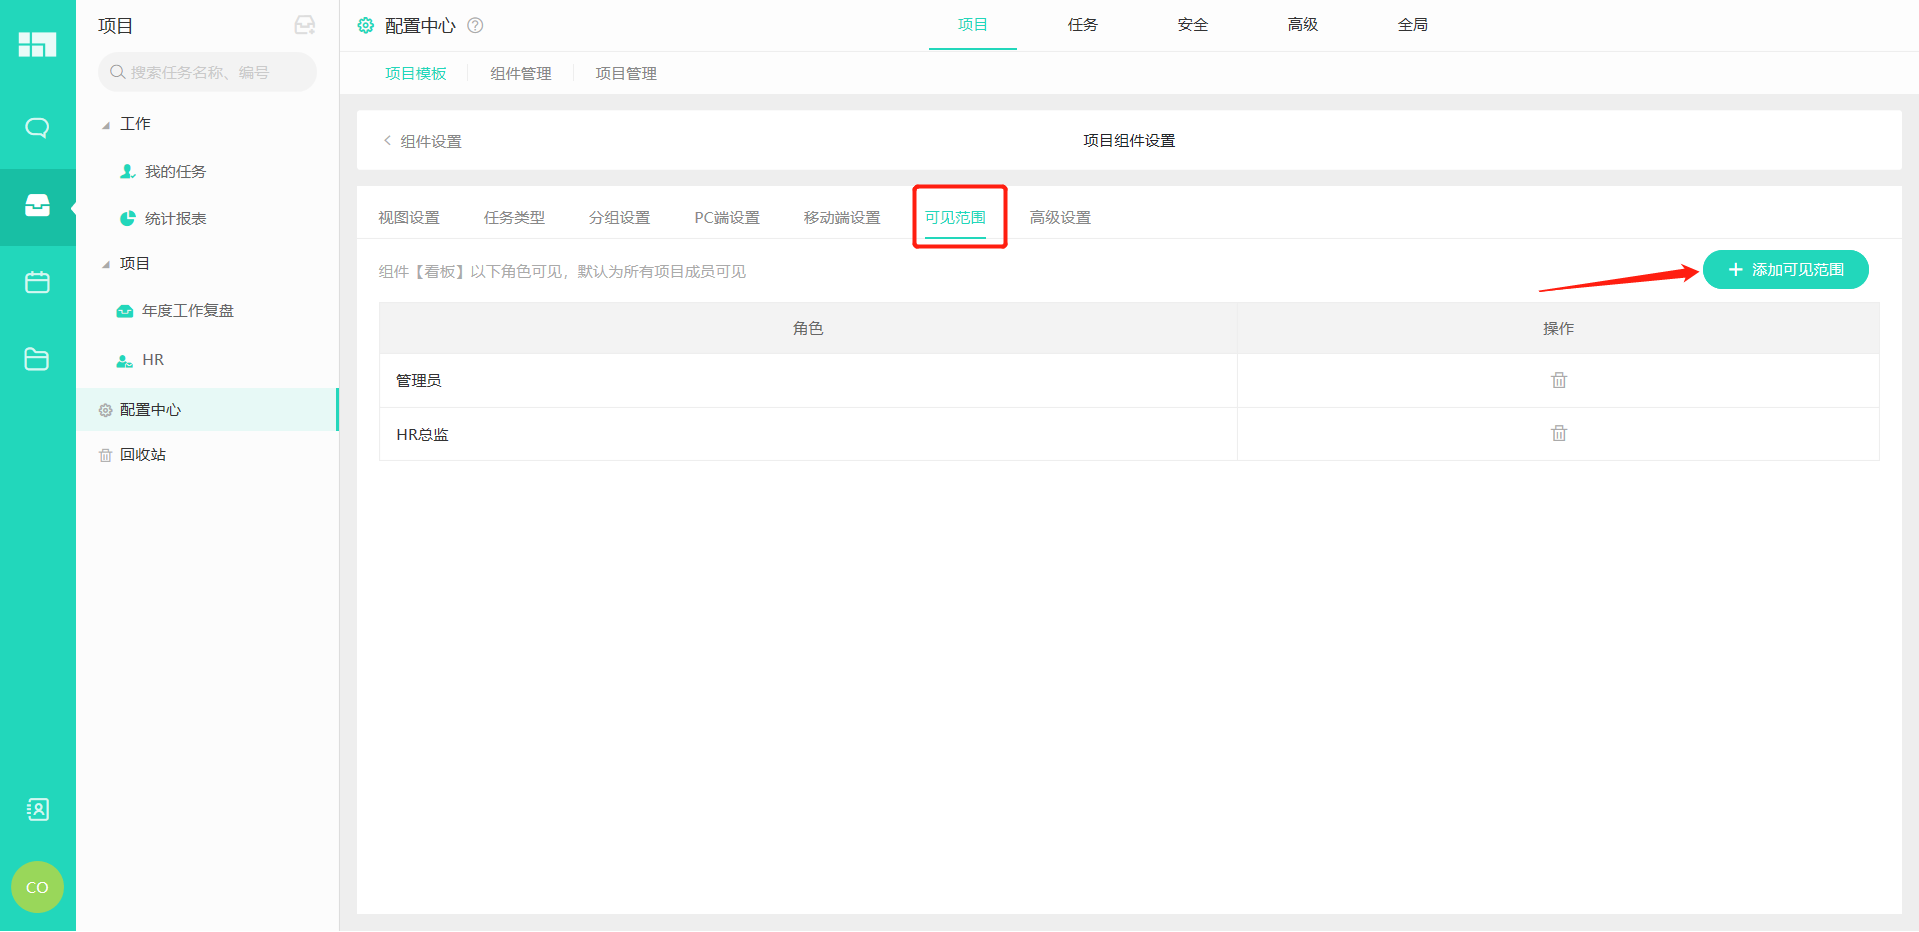 项目
搜索任务名称、编号
工作
我的任务
统计报表
项目
年度工作复盘
HR
配置中心
回收站
CO
配置中心 ?
项目 任务 安全 高级 全局
项目模板 组件管理 项目管理
< 组件设置
项目组件设置
视图设置 任务类型 分组设置 PC端设置 移动端设置 可见范围 高级设置
组件【看板】以下角色可见，默认为所有项目成员可见
+ 添加可见范围
角色 操作
管理员
HR总监